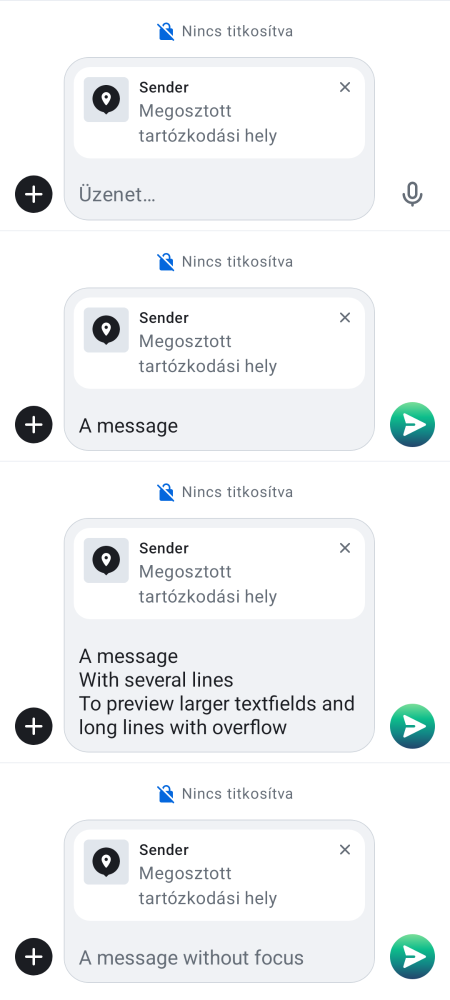 Nincs titkosítva
Sender
Megosztott
tartózkodási hely
Üzenet…
Nincs titkosítva
Sender
Megosztott
tartózkodási hely
A message
Nincs titkosítva
Sender
Megosztott
tartózkodási hely
A message
With several lines
To preview larger textfields and
long lines with overflow
Nincs titkosítva
Sender
Megosztott
tartózkodási hely
A message without focus